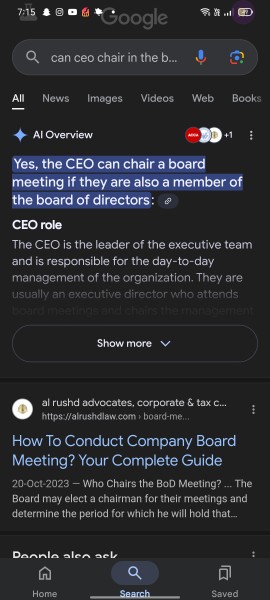 7:15
Google
can ceo chair in the b...
All News Images Videos Web Books
AI Overview
+1
Yes, the CEO can chair a board
meeting if they are also a member of
the board of directors:
CEO role
The CEO is the leader of the executive team
and is responsible for the day-to-day
management of the organization. They are
usually an executive director who attends
board meetings and chairs the management
Show more
al rushd advocates, corporate & tax c...
https://alrushdlaw.com › board-me...
How To Conduct Company Board
Meeting? Your Complete Guide
20-Oct-2023 — Who Chairs the BoD Meeting? ... The
Board may elect a chairman for their meetings and
determine the period for which he will hold that...
People also ask
Home Search Saved